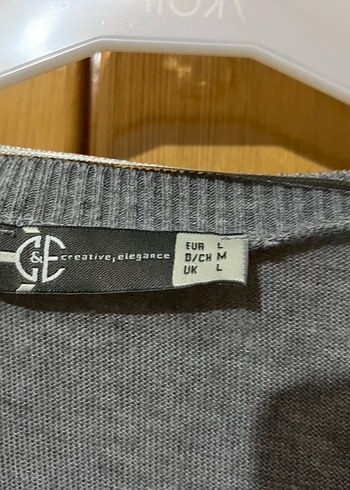 C&E creative, elegance
EUR L
D/CH M
UK L